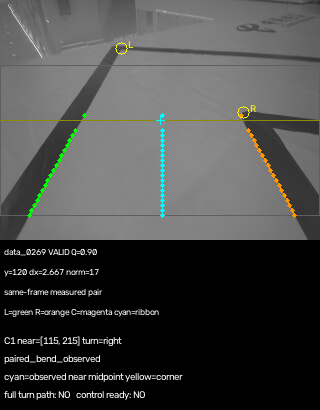 L
R
data_0269 VALID Q=0.90
y=120 dx=2.667 norm=17
same-frame measured pair
L=green R=orange C=magenta cyan=ribbon
C1 near=[115, 215] turn=right
paired_bend_observed
cyan=observed near midpoint yellow=corner
full turn path: NO control ready: NO